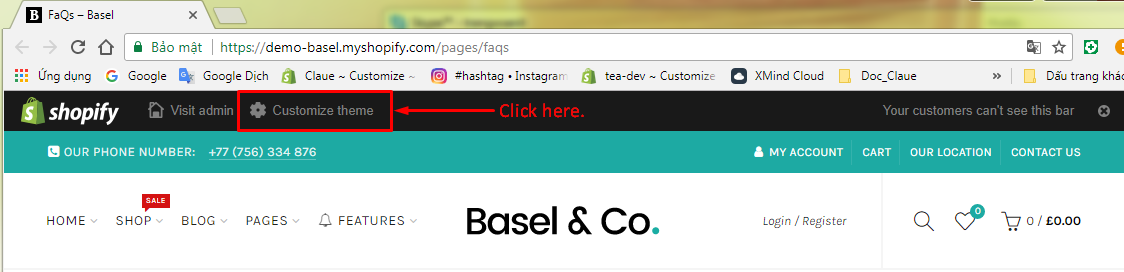 FaQs – Basel
Bảo mật | https://demo-basel.myshopify.com/pages/faqs
Ứng dụng Google Google Dịch Claue ~ Customize ~ #hashtag • Instagram tea-dev ~ Customize XMind Cloud Doc_Claue » Dấu trang khác
shopify Visit admin Customize theme Click here. Your customers can't see this bar
OUR PHONE NUMBER: +77 (756) 334 876 MY ACCOUNT CART OUR LOCATION CONTACT US
SALE
HOME SHOP BLOG PAGES FEATURES Basel & Co. Login / Register 0 0 / £0.00